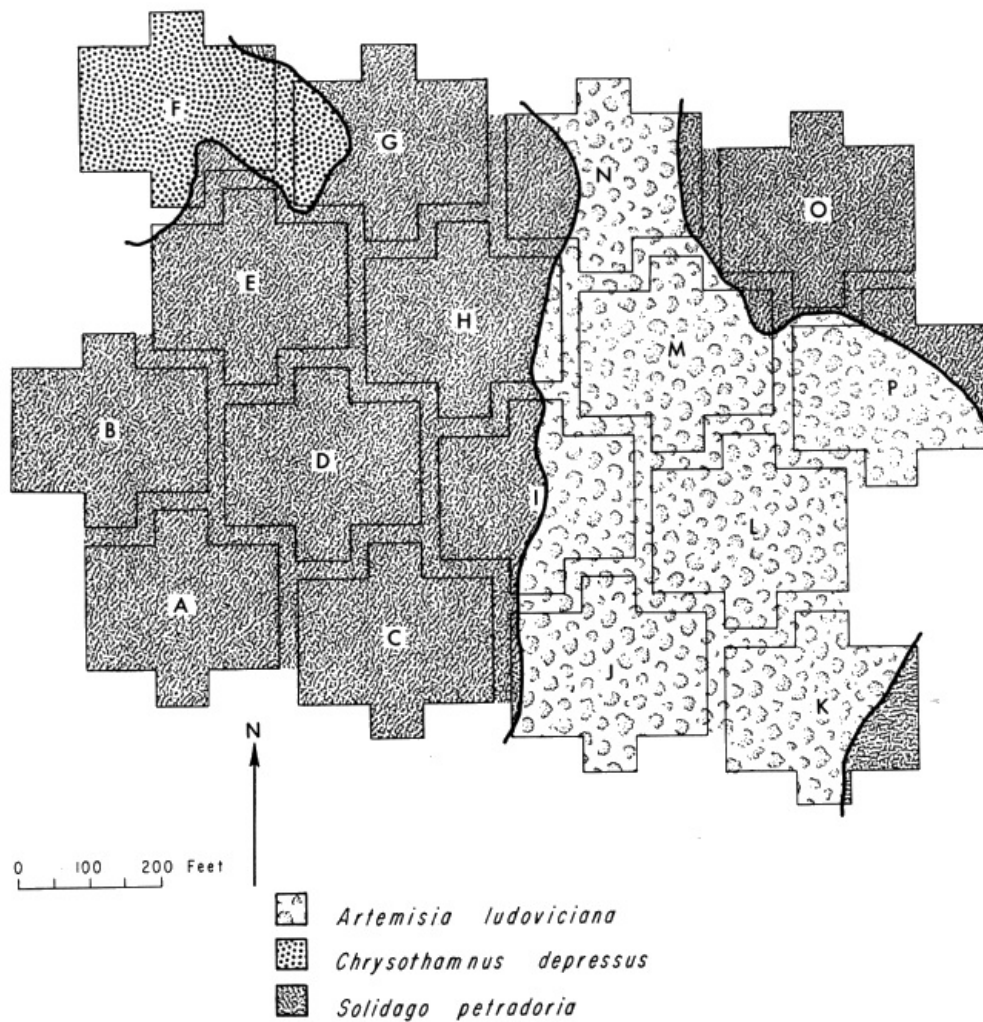 F
G
N
O
E
H
M
P
B
D
I
L
A
C
J
K
N
0 100 200 Feet
Artemisia ludoviciana
Chrysothamnus depressus
Solidago petradoria